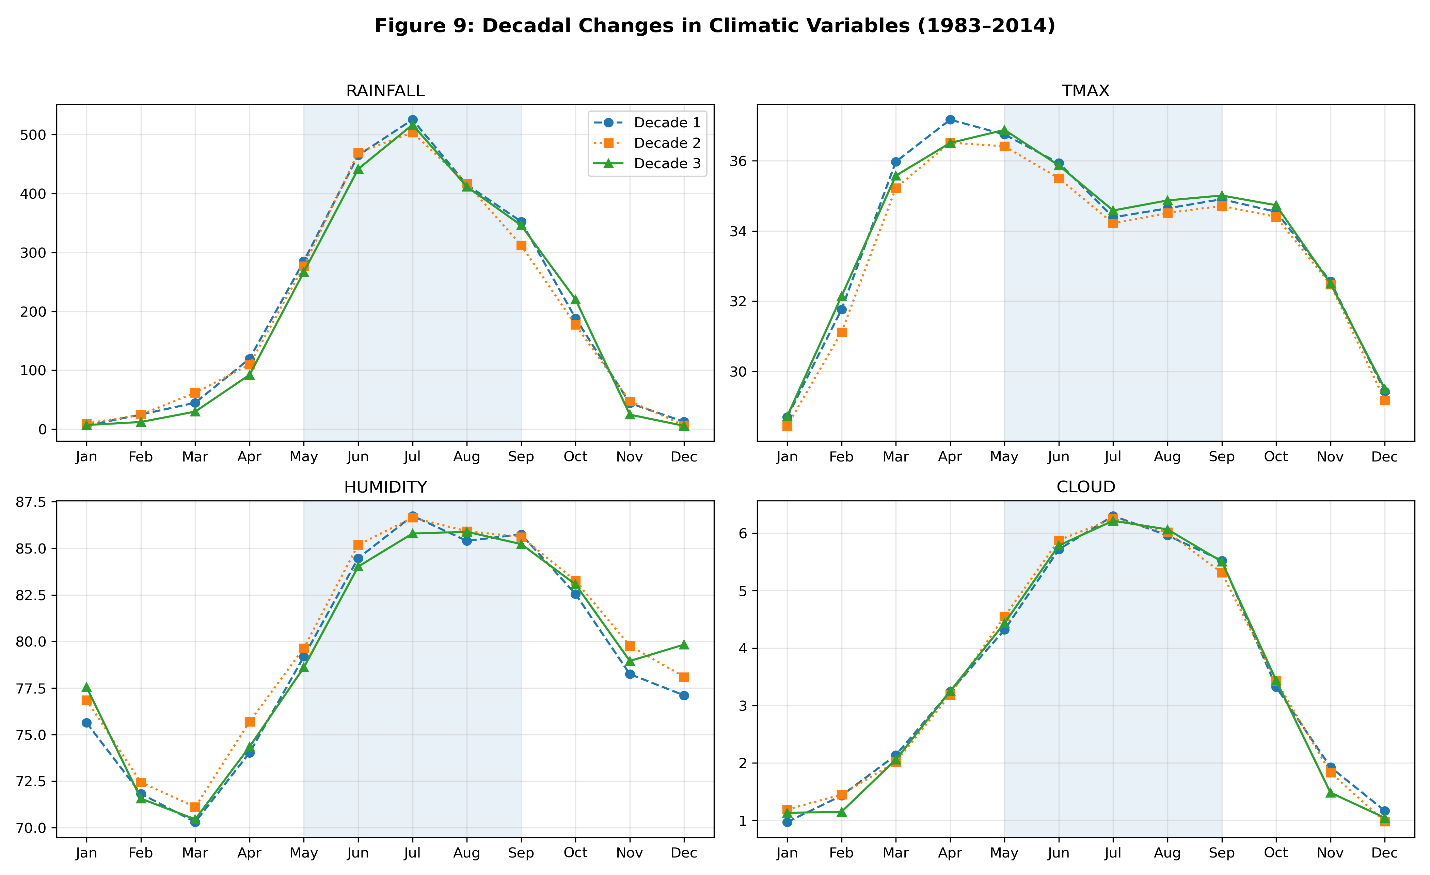 Figure 9: Decadal Changes in Climatic Variables (1983–2014)
RAINFALL
500
400
300
200
100
0
Decade 1
Decade 2
Decade 3
Jan Feb Mar Apr May Jun Jul Aug Sep Oct Nov Dec
TMAX
36
34
32
30
Jan Feb Mar Apr May Jun Jul Aug Sep Oct Nov Dec
HUMIDITY
87.5
85.0
82.5
80.0
77.5
75.0
72.5
70.0
Jan Feb Mar Apr May Jun Jul Aug Sep Oct Nov Dec
CLOUD
6
5
4
3
2
1
Jan Feb Mar Apr May Jun Jul Aug Sep Oct Nov Dec